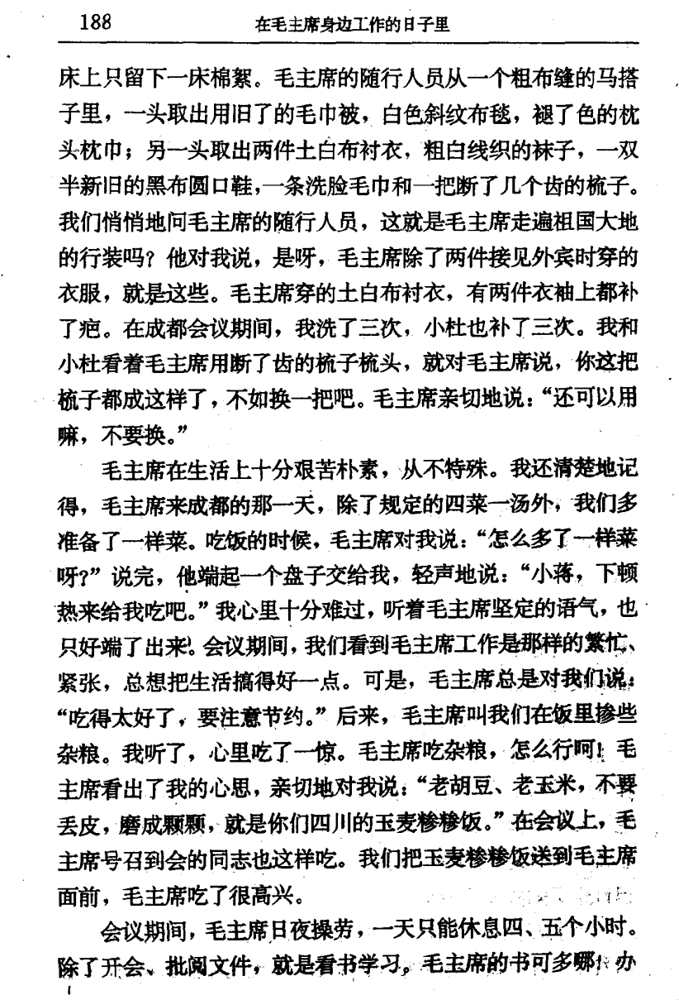 188
在毛主席身边工作的日子里
床上只留下一床棉絮。毛主席的随行人员从一个粗布缝的马搭
子里，一头取出用旧了的毛巾被，白色斜纹布毯，褪了色的枕
头枕巾；另一头取出两件土白布衬衣，粗白线织的袜子，一双
半新旧的黑布圆口鞋，一条洗脸毛巾和一把断了几个齿的梳子。
我们悄悄地问毛主席的随行人员，这就是毛主席走遍祖国大地
的行装吗？他对我说，是呀，毛主席除了两件接见外宾时穿的
衣服，就是这些。毛主席穿的土白布衬衣，有两件衣袖上都补
了疤。在成都会议期间，我洗了三次，小杜也补了三次。我和
小杜看着毛主席用断了齿的梳子梳头，就对毛主席说，你这把
梳子都成这样了，不如换一把吧。毛主席亲切地说：“还可以用
嘛，不要换。”
毛主席在生活上十分艰苦朴素，从不特殊。我还清楚地记
得，毛主席来成都的那一天，除了规定的四菜一汤外，我们多
准备了一样菜。吃饭的时候，毛主席对我说：“怎么多了一样菜
呀？”说完，他端起一个盘子交给我，轻声地说：“小蒋，下顿
热来给我吃吧。”我心里十分难过，听着毛主席坚定的语气，也
只好端了出来。会议期间，我们看到毛主席工作是那样的繁忙、
紧张，总想把生活搞得好一点。可是，毛主席总是对我们说：
“吃得太好了，要注意节约。”后来，毛主席叫我们在饭里掺些
杂粮。我听了，心里吃了一惊。毛主席吃杂粮，怎么行呵！毛
主席看出了我的心思，亲切地对我说：“老胡豆、老玉米，不要
丢皮，磨成颗颗，就是你们四川的玉麦糁糁饭。”在会议上，毛
主席号召到会的同志也这样吃。我们把玉麦糁糁饭送到毛主席
面前，毛主席吃了很高兴。
会议期间，毛主席日夜操劳，一天只能休息四、五个小时。
除了开会、批阅文件，就是看书学习。毛主席的书可多哪！办